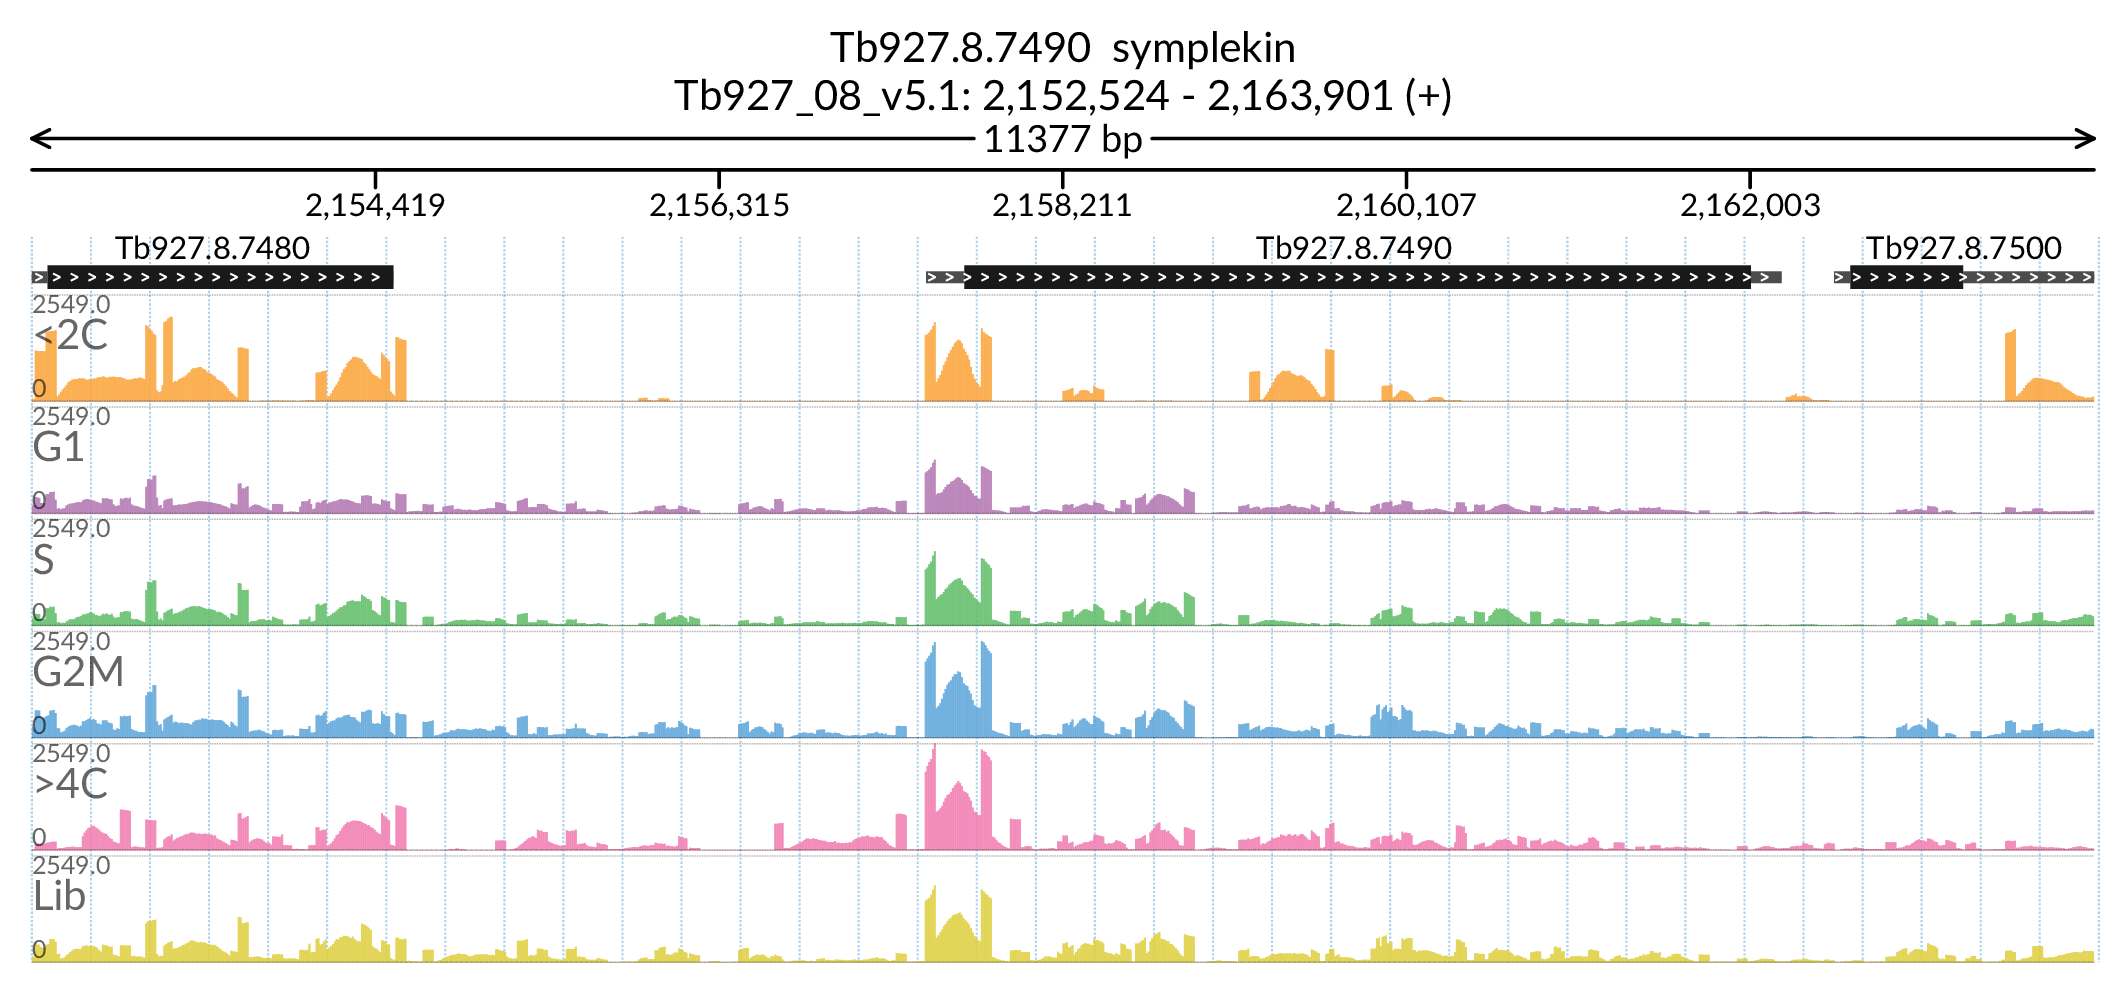 Tb927.8.7490 symplekin
Tb927_08_v5.1: 2,152,524 - 2,163,901 (+)
11377 bp
2,154,419 2,156,315 2,158,211 2,160,107 2,162,003
Tb927.8.7480 Tb927.8.7490 Tb927.8.7500
2549.0
<2C
0
2549.0
G1
0
2549.0
S
0
2549.0
G2M
0
2549.0
>4C
0
2549.0
Lib
0